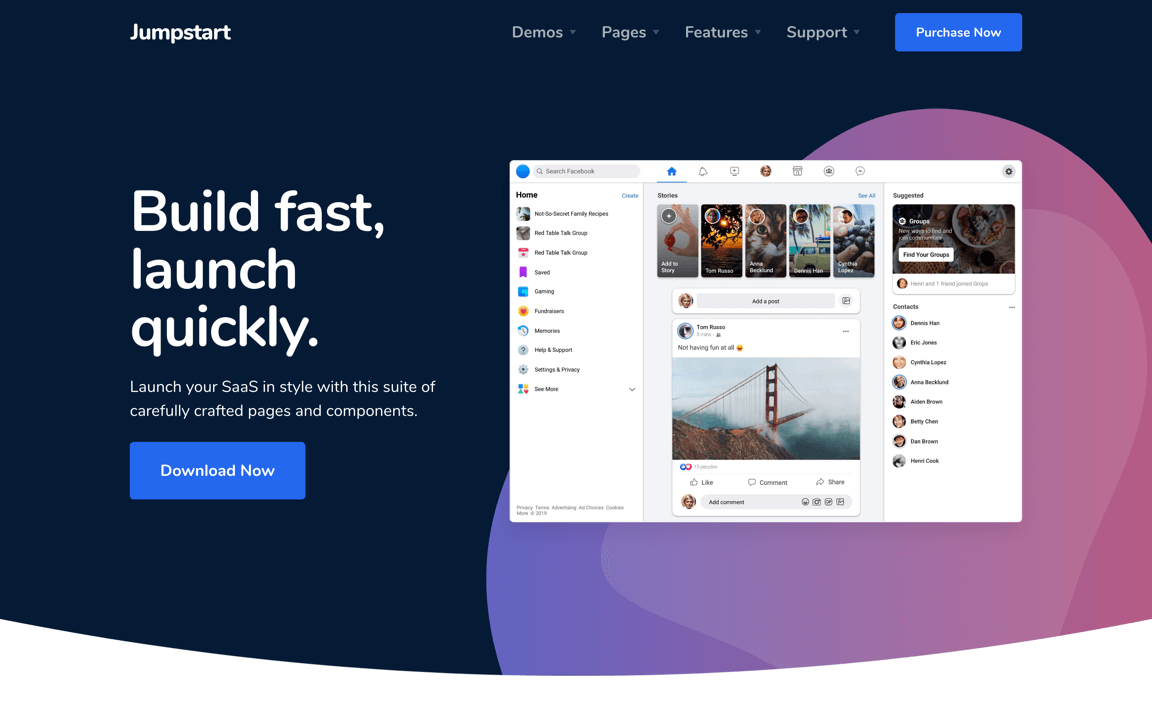 Jumpstart
Demos
Pages
Features
Support
Purchase Now
Build fast,
launch
quickly.
Launch your SaaS in style with this suite of
carefully crafted pages and components.
Download Now
Search Facebook
Home
Create
Not-So-Secret Family Recipes
Red Table Talk Group
Red Table Talk Group
Saved
Gaming
Fundraisers
Memories
Help & Support
Settings & Privacy
See More
Privacy Terms Advertising Ad Choices Cookies
More © 2019
Stories
See All
Add to
Story
Tom Russo
Anna
Becklund
Dennis Han
Cynthia
Lopez
Add a post
Tom Russo
5 mins
Not having fun at all 😄
15 peoples
Like
Comment
Share
Add comment
Suggested
Groups
New ways to find and
join communities.
Find Your Groups
Henri and 1 friend joined Grops
Contacts
Dennis Han
Eric Jones
Cynthia Lopez
Anna Becklund
Aiden Brown
Betty Chen
Dan Brown
Henri Cook